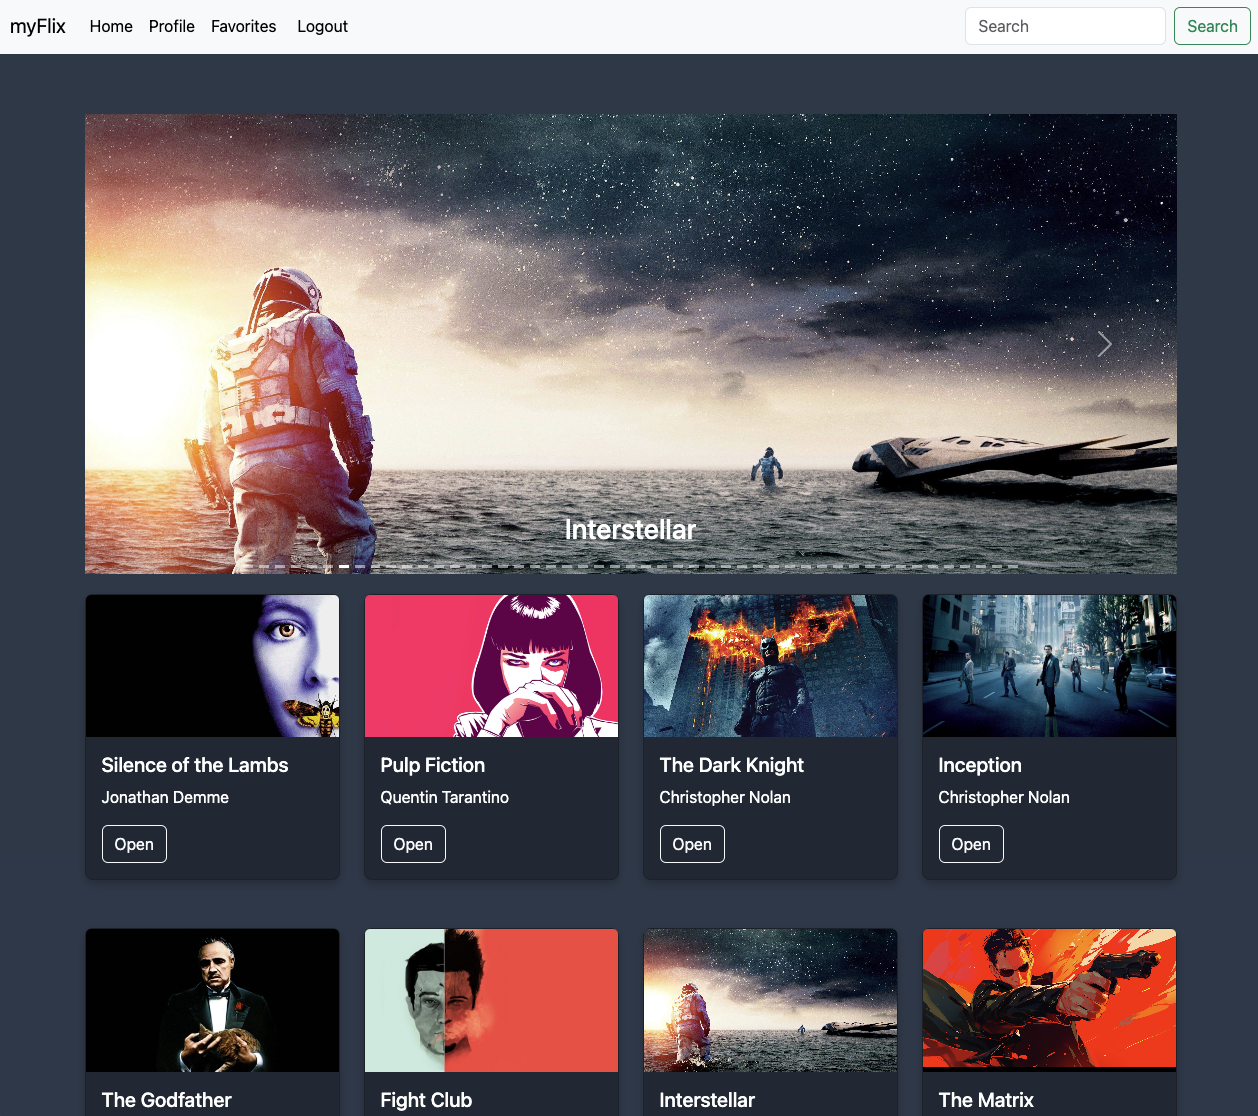 myFlix Home Profile Favorites Logout Search Search
Interstellar
Silence of the Lambs Pulp Fiction The Dark Knight Inception
Jonathan Demme Quentin Tarantino Christopher Nolan Christopher Nolan
Open Open Open Open
The Godfather Fight Club Interstellar The Matrix